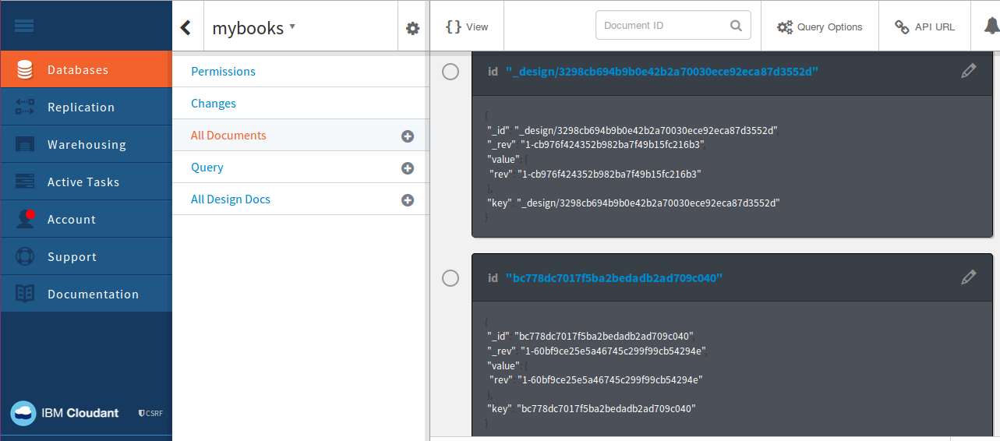 mybooks
{} View
Document ID
Query Options
API URL
Databases
Replication
Warehousing
Active Tasks
Account
Support
Documentation
IBM Cloudant
CSRF
Permissions
Changes
All Documents
Query
All Design Docs
id "_design/3298cb694b9b0e42b2a70030ece92eca87d3552d"
{
"_id": "_design/3298cb694b9b0e42b2a70030ece92eca87d3552d",
"_rev": "1-cb976f424352b982ba7f49b15fc216b3",
"value": {
"rev": "1-cb976f424352b982ba7f49b15fc216b3"
},
"key": "_design/3298cb694b9b0e42b2a70030ece92eca87d3552d"
}
id "bc778dc7017f5ba2bedadb2ad709c040"
{
"_id": "bc778dc7017f5ba2bedadb2ad709c040",
"_rev": "1-60bf9ce25e5a46745c299f99cb54294e",
"value": {
"rev": "1-60bf9ce25e5a46745c299f99cb54294e"
},
"key": "bc778dc7017f5ba2bedadb2ad709c040"
}